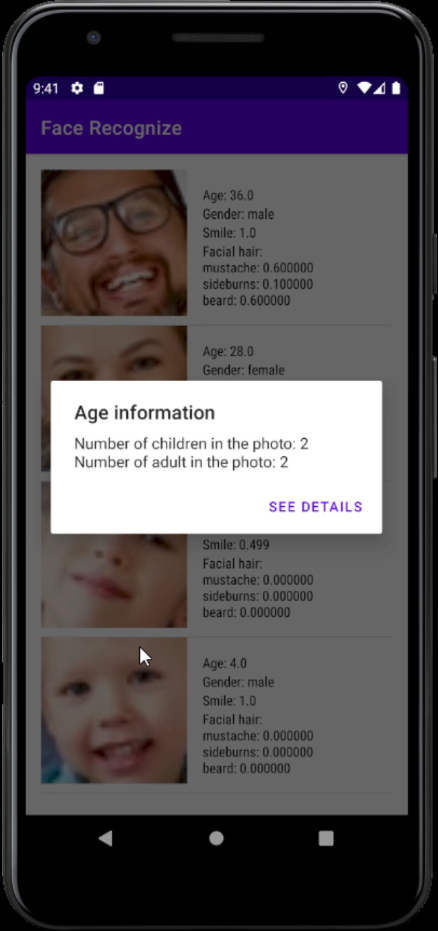 9:41
Face Recognize
Age: 36.0
Gender: male
Smile: 1.0
Facial hair:
mustache: 0.600000
sideburns: 0.100000
beard: 0.600000
Age: 28.0
Gender: female
Age information
Number of children in the photo: 2
Number of adult in the photo: 2
SEE DETAILS
Smile: 0.499
Facial hair:
mustache: 0.000000
sideburns: 0.000000
beard: 0.000000
Age: 4.0
Gender: male
Smile: 1.0
Facial hair:
mustache: 0.000000
sideburns: 0.000000
beard: 0.000000